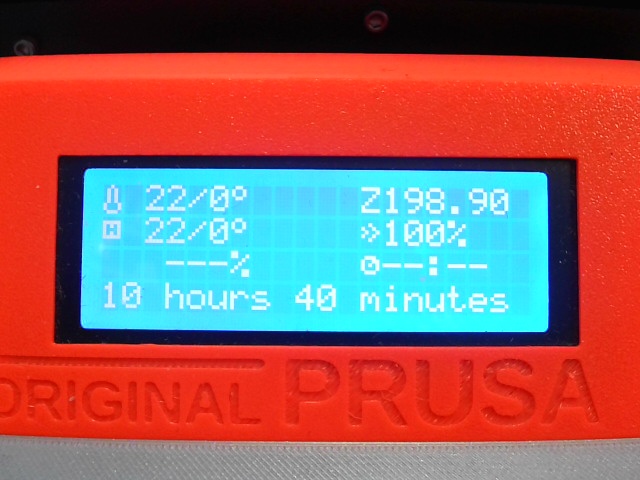 22/0° Z198.90
22/0° »100%
---% --:--
10 hours 40 minutes
ORIGINAL PRUSA